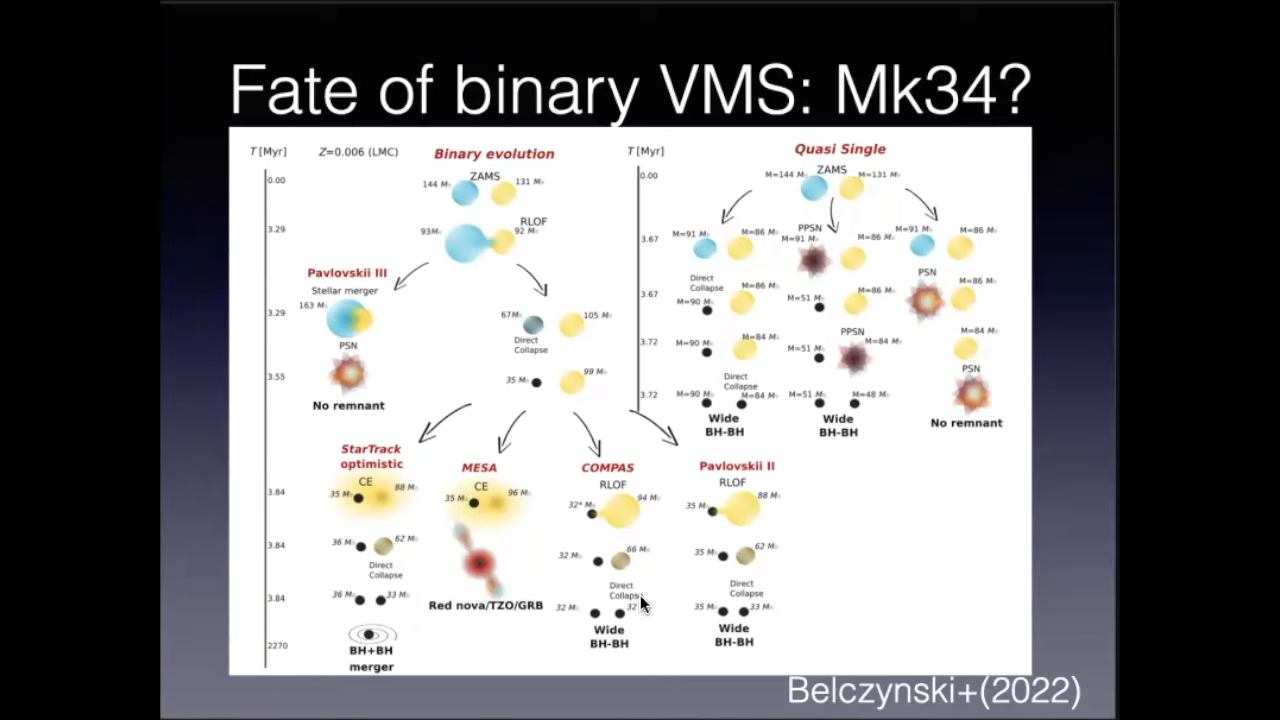 Fate of binary VMS: Mk34?
T [Myr]
Z=0.006 (LMC)
Binary evolution
ZAMS
144 M⊙
131 M⊙
RLOF
93M⊙
92 M⊙
Pavlovskii III
Stellar merger
163 M⊙
PSN
No remnant
67M⊙
105 M⊙
Direct
Collapse
35 M⊙
99 M⊙
0.00
3.29
3.29
3.55
3.84
3.84
3.84
2270
StarTrack
optimistic
CE
35 M⊙
88 M⊙
36 M⊙
62 M⊙
Direct
Collapse
36 M⊙
33 M⊙
BH+BH
merger
MESA
CE
35 M⊙
96 M⊙
Red nova/TZO/GRB
COMPAS
RLOF
32* M⊙
94 M⊙
32 M⊙
66 M⊙
Direct
Collapse
32 M⊙
32
Wide
BH-BH
Pavlovskii II
RLOF
35 M⊙
88 M⊙
35 M⊙
62 M⊙
Direct
Collapse
35 M⊙
33 M⊙
Wide
BH-BH
T [Myr]
Quasi Single
ZAMS
M=144 M⊙
M=131 M⊙
0.00
3.67
3.67
3.72
3.72
M=91 M⊙
M=86 M⊙
Direct
Collapse
M=90 M⊙
M=86 M⊙
M=90 M⊙
M=84 M⊙
Direct
Collapse
M=90 M⊙
M=84 M⊙
Wide
BH-BH
PPSN
M=91 M⊙
M=86 M⊙
M=51 M⊙
M=86 M⊙
PPSN
M=51 M⊙
M=84 M⊙
M=51 M⊙
M=48 M⊙
Wide
BH-BH
M=91 M⊙
M=86 M⊙
PSN
M=86 M⊙
M=84 M⊙
PSN
No remnant
Belczynski+(2022)